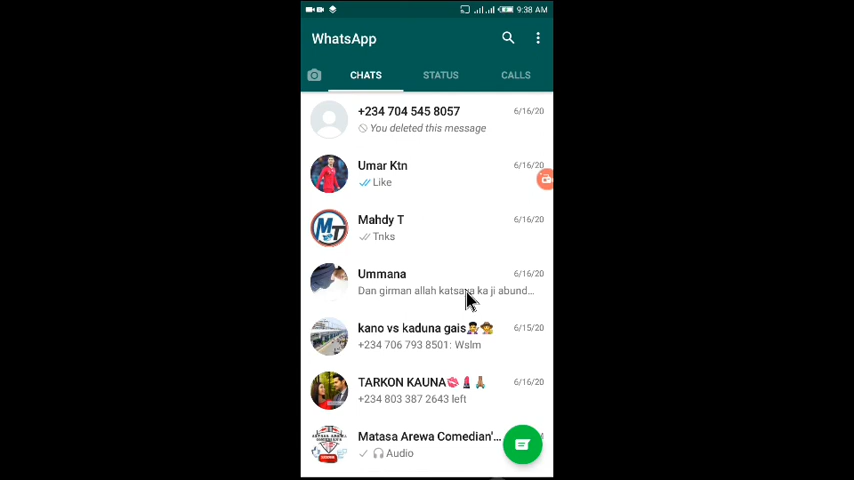 9:38 AM
WhatsApp
CHATS STATUS CALLS
+234 704 545 8057 6/16/20
You deleted this message
Umar Ktn 6/16/20
Like
Mahdy T 6/16/20
Tnks
Ummana 6/16/20
Dan girman allah katsaya ka ji abund...
kano vs kaduna gais 6/15/20
+234 706 793 8501: Wslm
TARKON KAUNA 6/16/20
+234 803 387 2643 left
Matasa Arewa Comedian'...
Audio